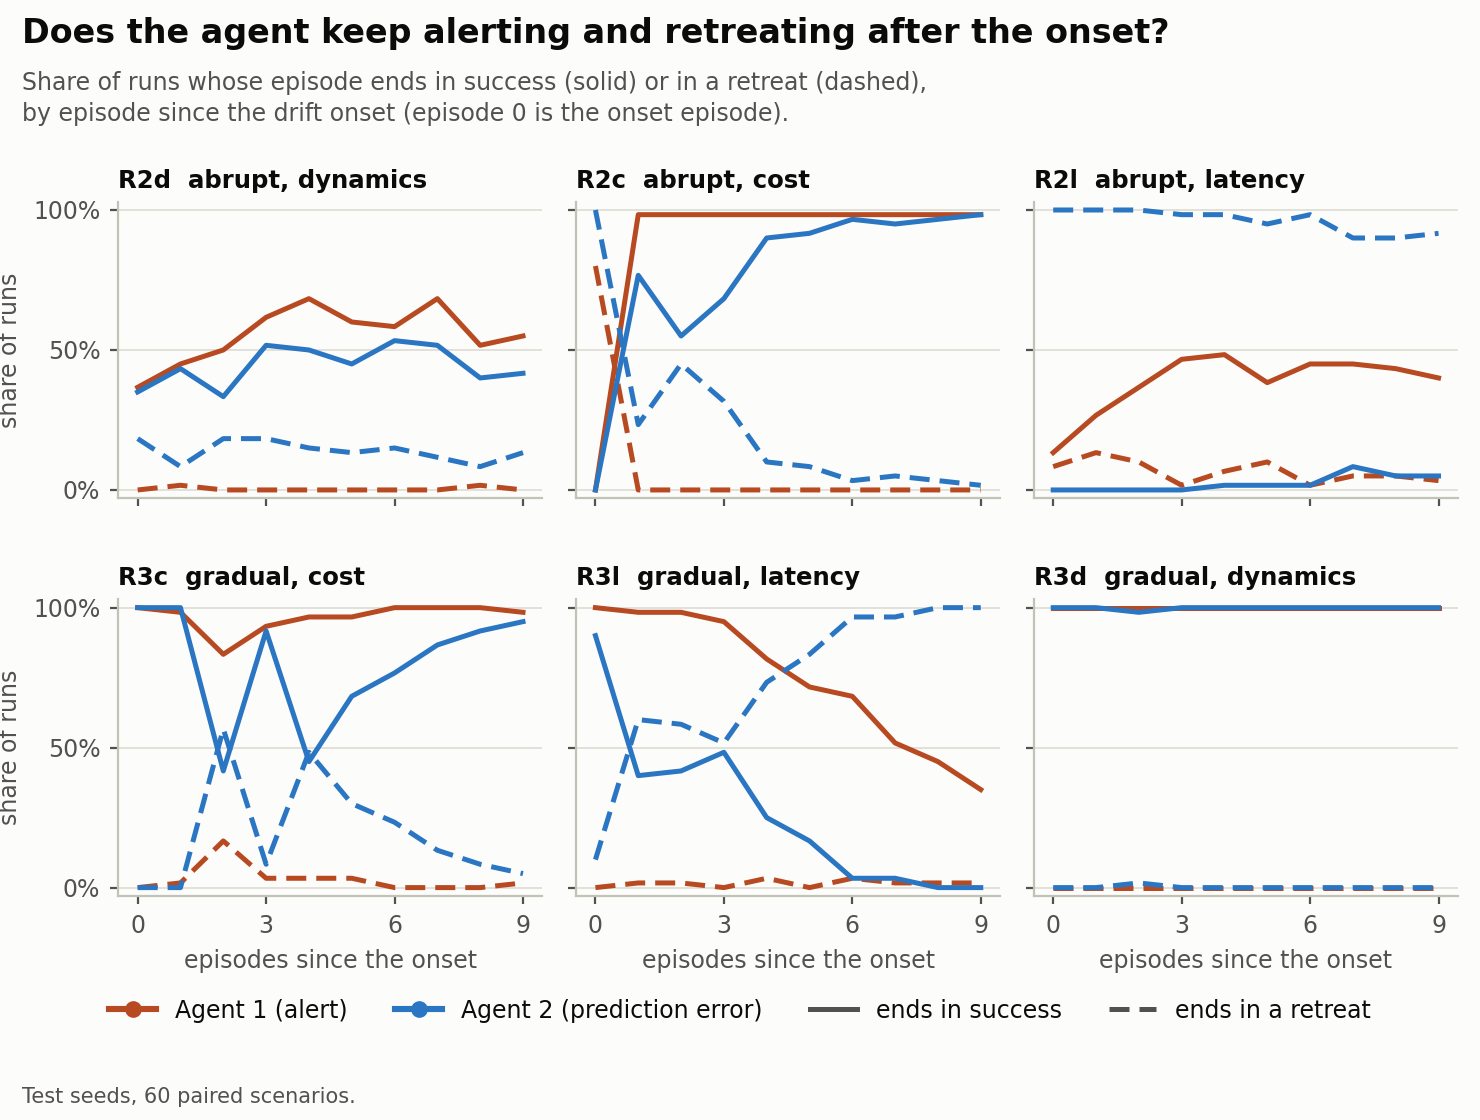 Does the agent keep alerting and retreating after the onset?
Share of runs whose episode ends in success (solid) or in a retreat (dashed),
by episode since the drift onset (episode 0 is the onset episode).
R2d  abrupt, dynamics
R2c  abrupt, cost
R2l  abrupt, latency
100%
50%
0%
share of runs
R3c  gradual, cost
R3l  gradual, latency
R3d  gradual, dynamics
100%
50%
0%
share of runs
0 3 6 9
0 3 6 9
0 3 6 9
episodes since the onset
episodes since the onset
episodes since the onset
Agent 1 (alert)
Agent 2 (prediction error)
ends in success
ends in a retreat
Test seeds, 60 paired scenarios.